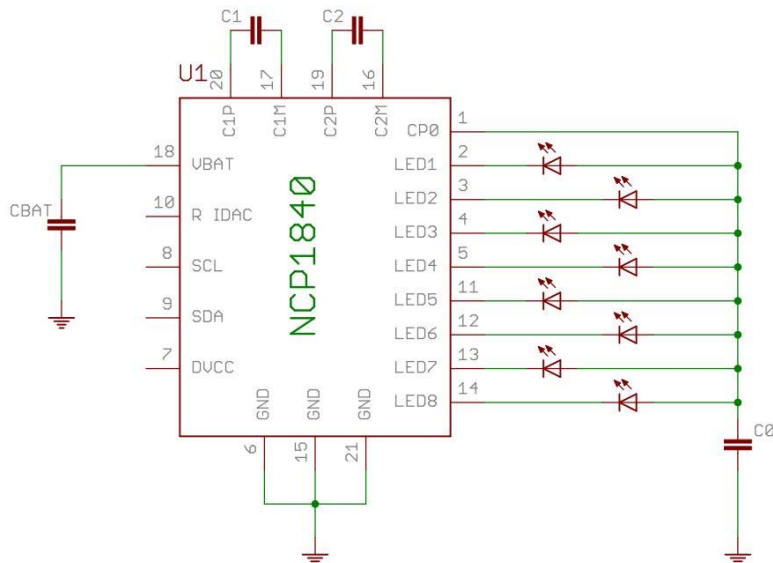 C1 C2
U1
20 17 19 16
C1P C1M C2P C2M
CPO 1
18 VBAT LED1 2
LED2 3
CBAT
10 R IDAC
LED3 4
8 SCL LED4 5
NCP1840
LED5 11
9 SDA
LED6 12
7 DVCC LED7 13
LED8 14
GND GND GND
C0
6 15 21